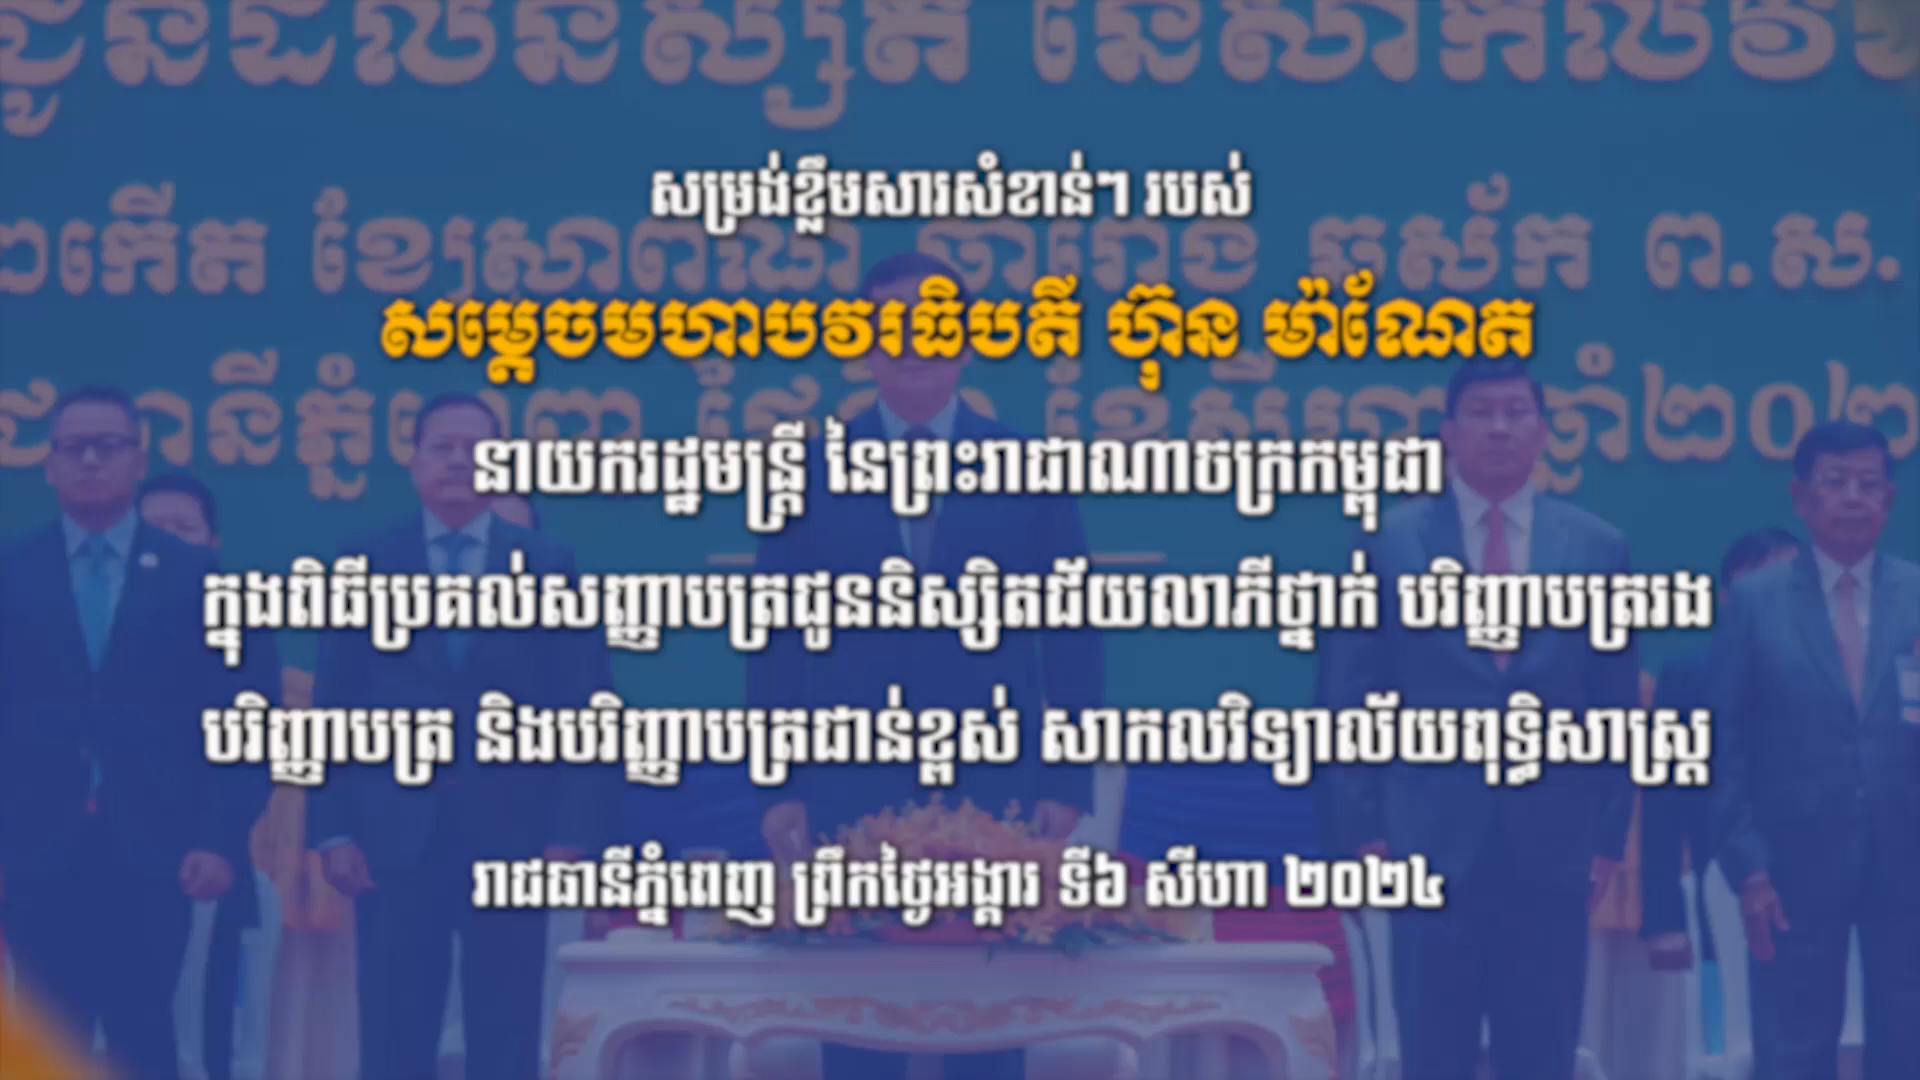 សម្រង់ខ្លឹមសារសំខាន់ៗ របស់
សម្តេចមហាបវរធិបតី ហ៊ុន ម៉ាណែត
នាយករដ្ឋមន្ត្រី នៃព្រះរាជាណាចក្រកម្ពុជា
ក្នុងពិធីប្រគល់សញ្ញាបត្រជូននិស្សិតជ័យលាភីថ្នាក់ បរិញ្ញាបត្ររង
បរិញ្ញាបត្រ និងបរិញ្ញាបត្រជាន់ខ្ពស់ សាកលវិទ្យាល័យពុទ្ធិសាស្ត្រ
រាជធានីភ្នំពេញ ព្រឹកថ្ងៃអង្គារ ទី៦ សីហា ២០២៤